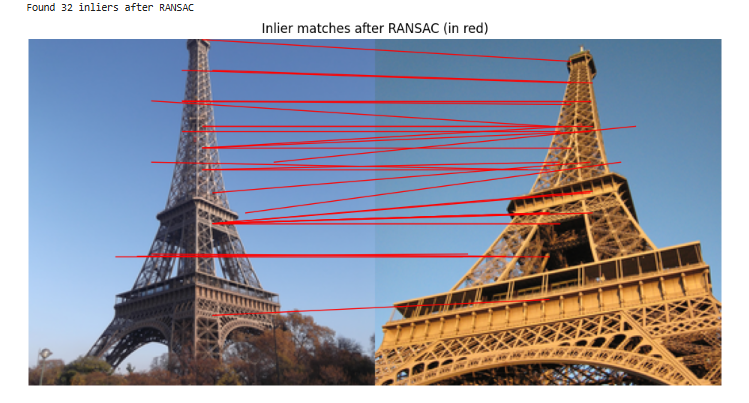 Found 32 inliers after RANSAC
Inlier matches after RANSAC (in red)